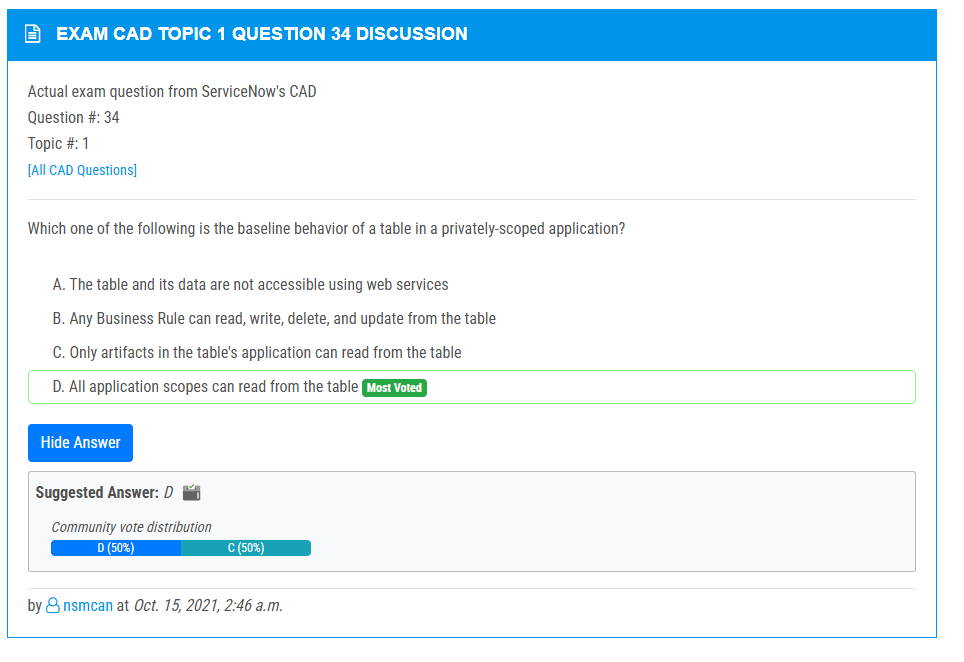 EXAM CAD TOPIC 1 QUESTION 34 DISCUSSION
Actual exam question from ServiceNow's CAD
Question #: 34
Topic #: 1
[All CAD Questions]
Which one of the following is the baseline behavior of a table in a privately-scoped application?
A. The table and its data are not accessible using web services
B. Any Business Rule can read, write, delete, and update from the table
C. Only artifacts in the table's application can read from the table
D. All application scopes can read from the table Most Voted
Hide Answer
Suggested Answer: D
Community vote distribution
D (50%) C (50%)
by nsmcan at Oct. 15, 2021, 2:46 a.m.